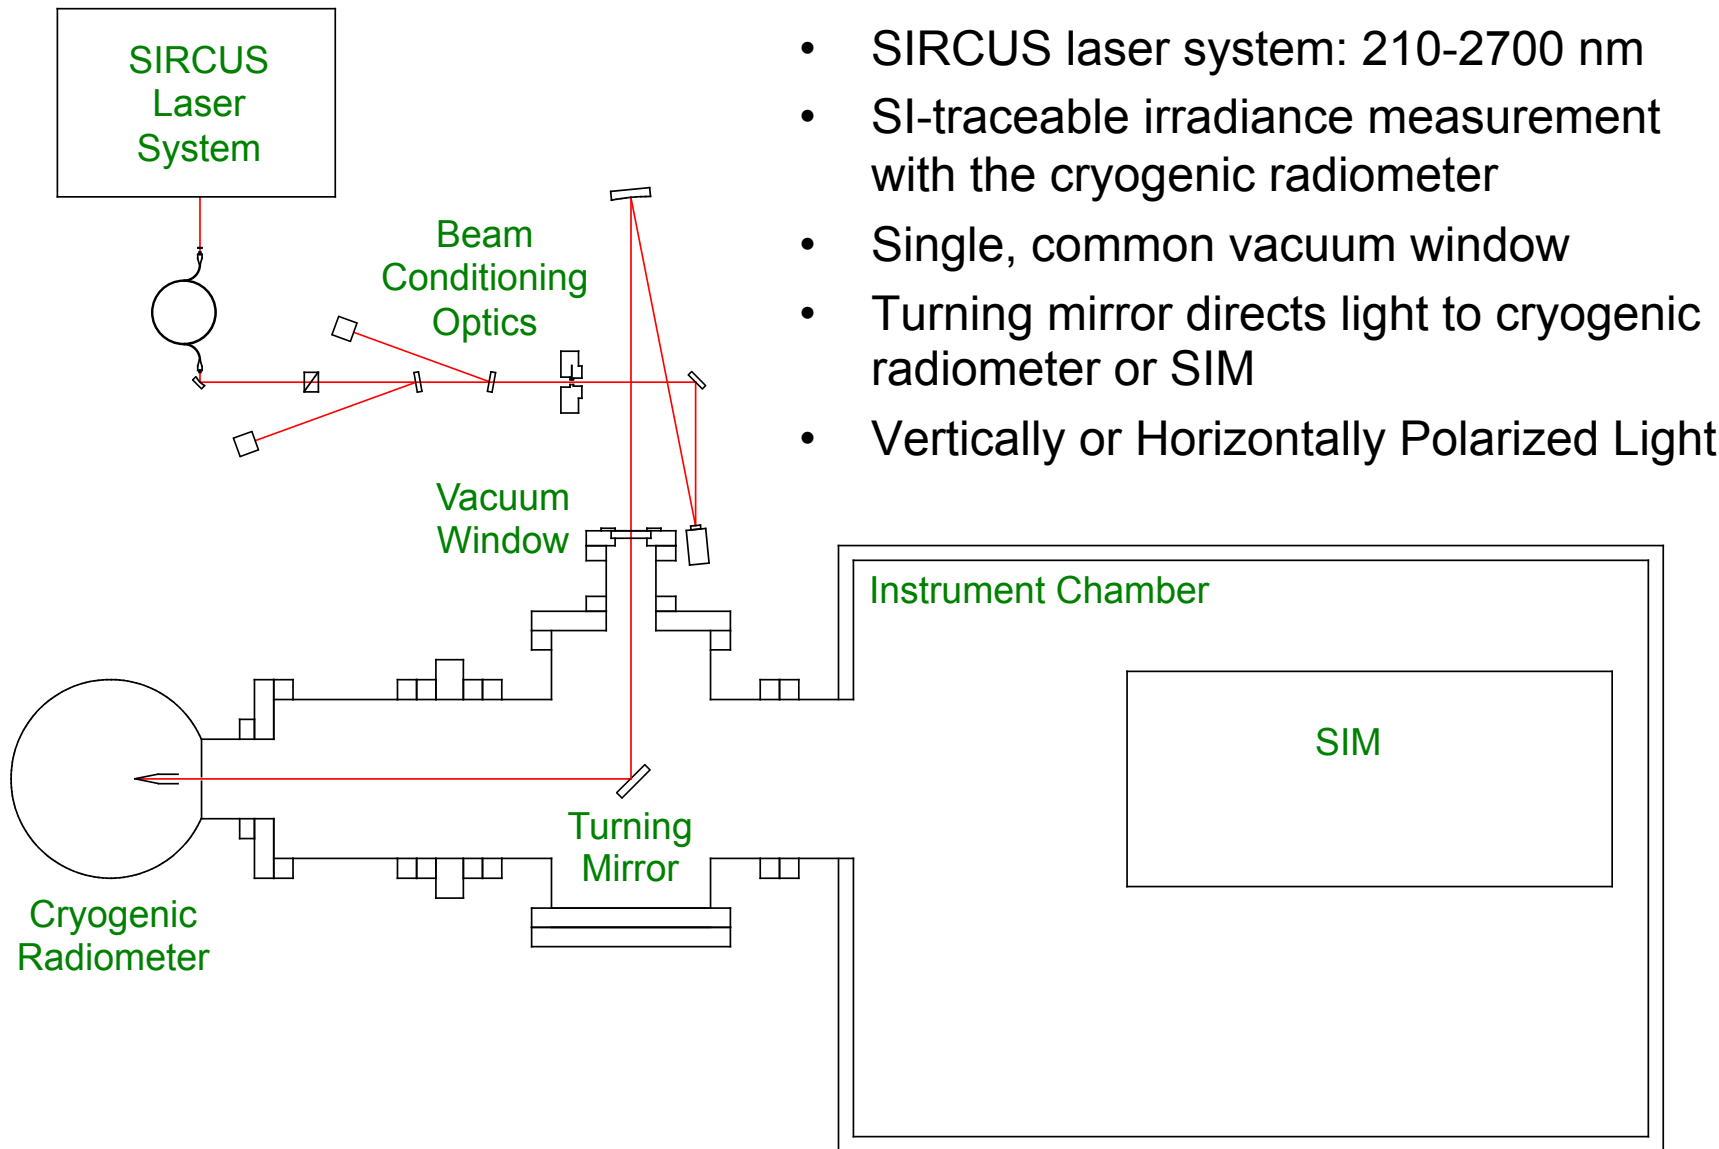 SIRCUS
Laser
System
Beam
Conditioning
Optics
Vacuum
Window
Instrument Chamber
SIM
Turning
Mirror
Cryogenic
Radiometer
• SIRCUS laser system: 210-2700 nm
• SI-traceable irradiance measurement
with the cryogenic radiometer
• Single, common vacuum window
• Turning mirror directs light to cryogenic
radiometer or SIM
• Vertically or Horizontally Polarized Light